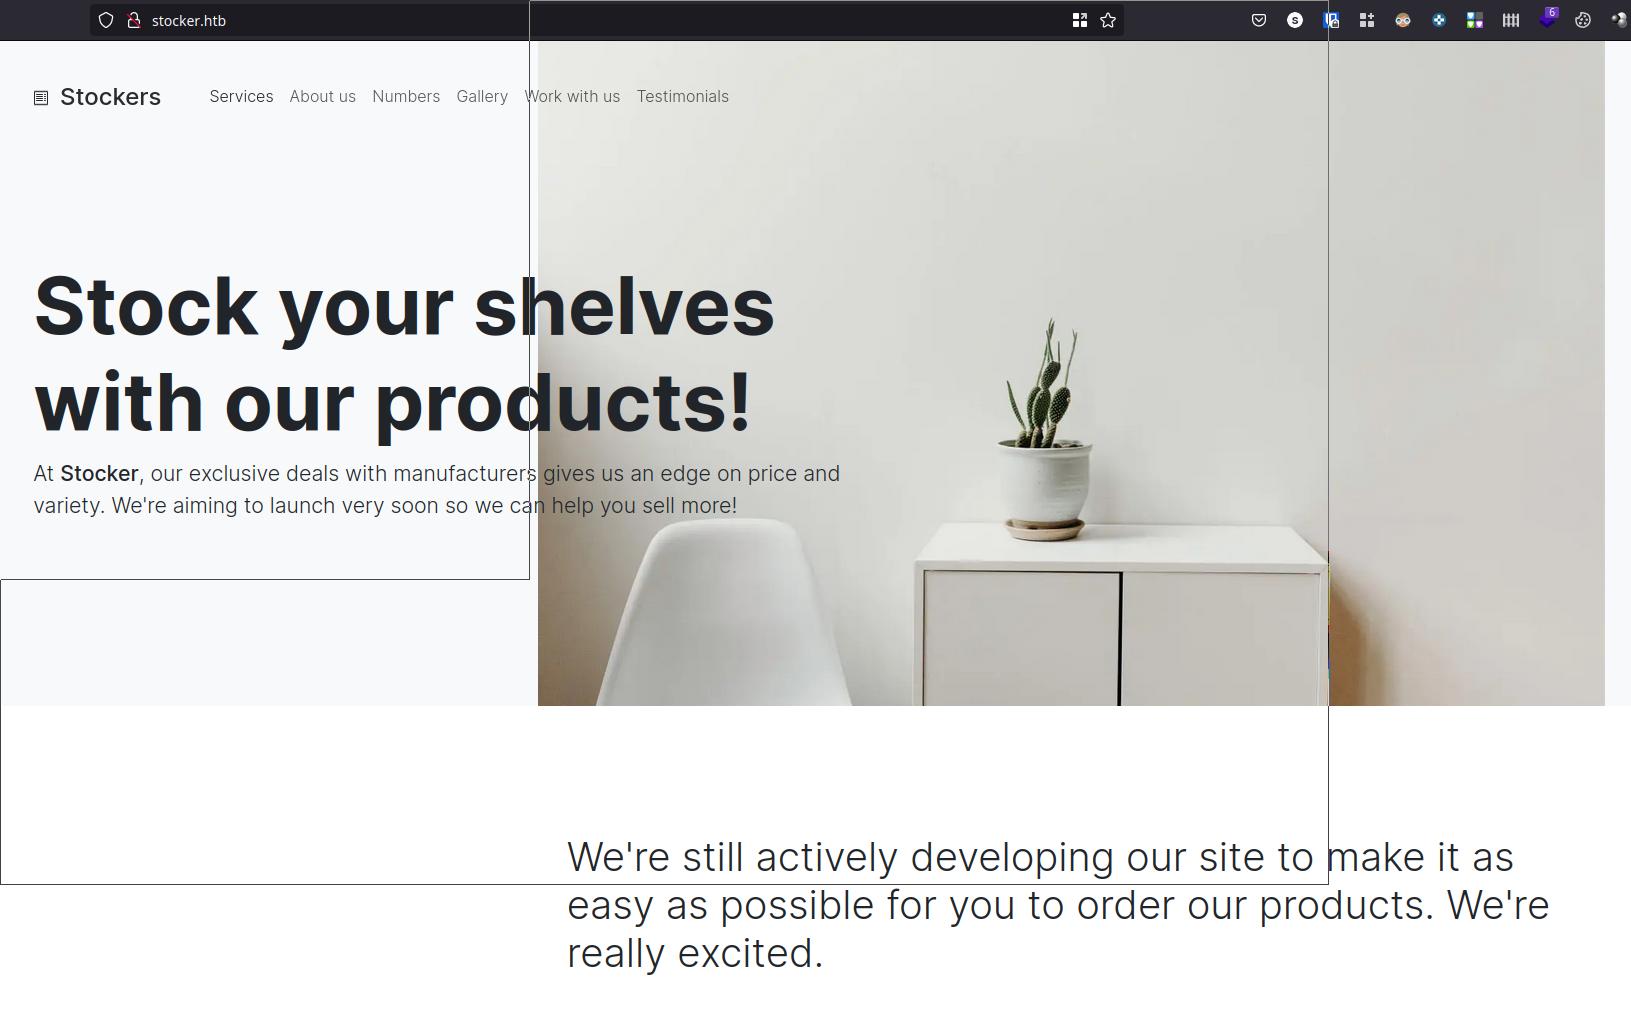 stocker.htb
6
Stockers Services About us Numbers Gallery Work with us Testimonials
Stock your shelves
with our products!
At Stocker, our exclusive deals with manufacturers gives us an edge on price and
variety. We're aiming to launch very soon so we can help you sell more!
We're still actively developing our site to make it as
easy as possible for you to order our products. We're
really excited.